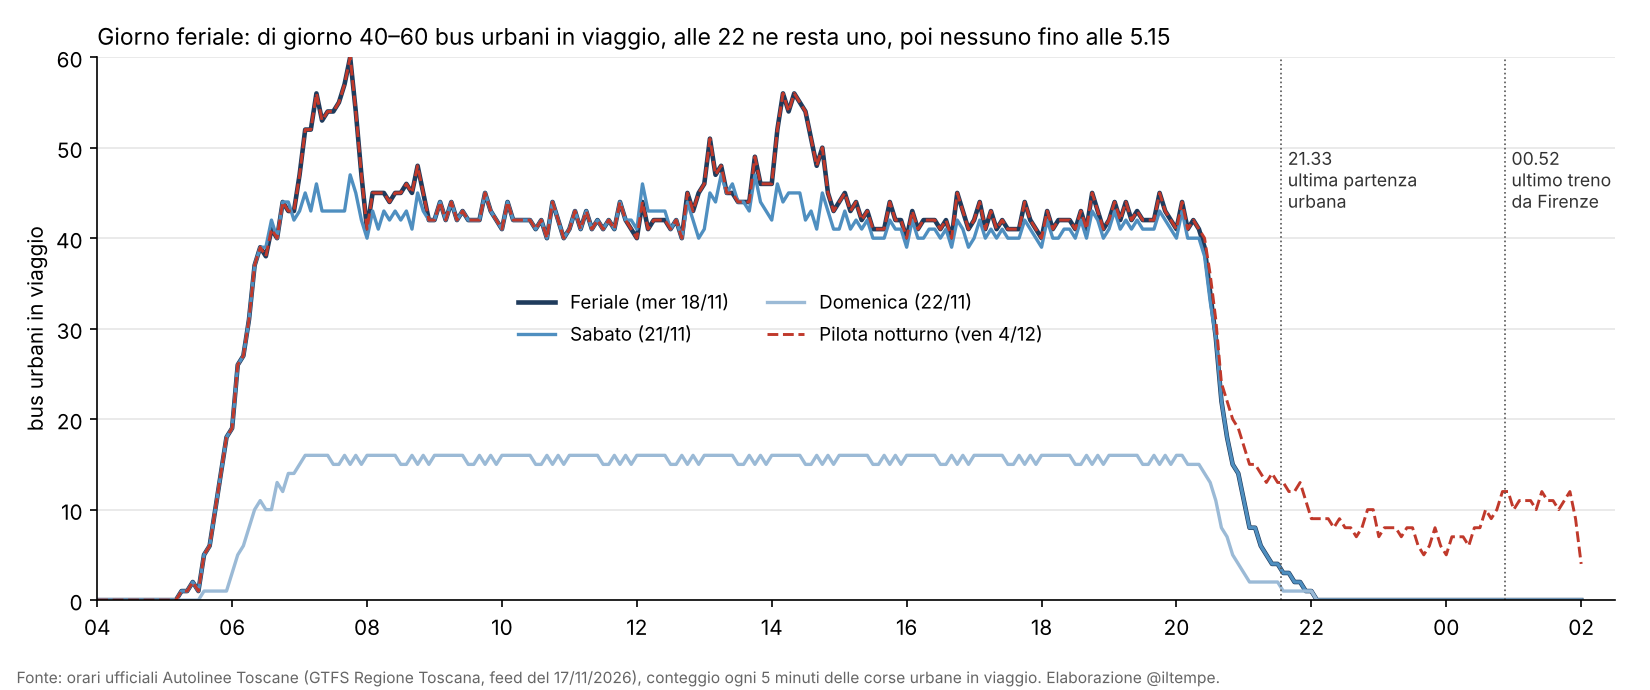 Giorno feriale: di giorno 40–60 bus urbani in viaggio, alle 22 ne resta uno, poi nessuno fino alle 5.15
60
50
40
30
20
10
0
bus urbani in viaggio
21.33
ultima partenza
urbana
00.52
ultimo treno
da Firenze
Feriale (mer 18/11)
Sabato (21/11)
Domenica (22/11)
Pilota notturno (ven 4/12)
04 06 08 10 12 14 16 18 20 22 00 02
Fonte: orari ufficiali Autolinee Toscane (GTFS Regione Toscana, feed del 17/11/2026), conteggio ogni 5 minuti delle corse urbane in viaggio. Elaborazione @iltempe.